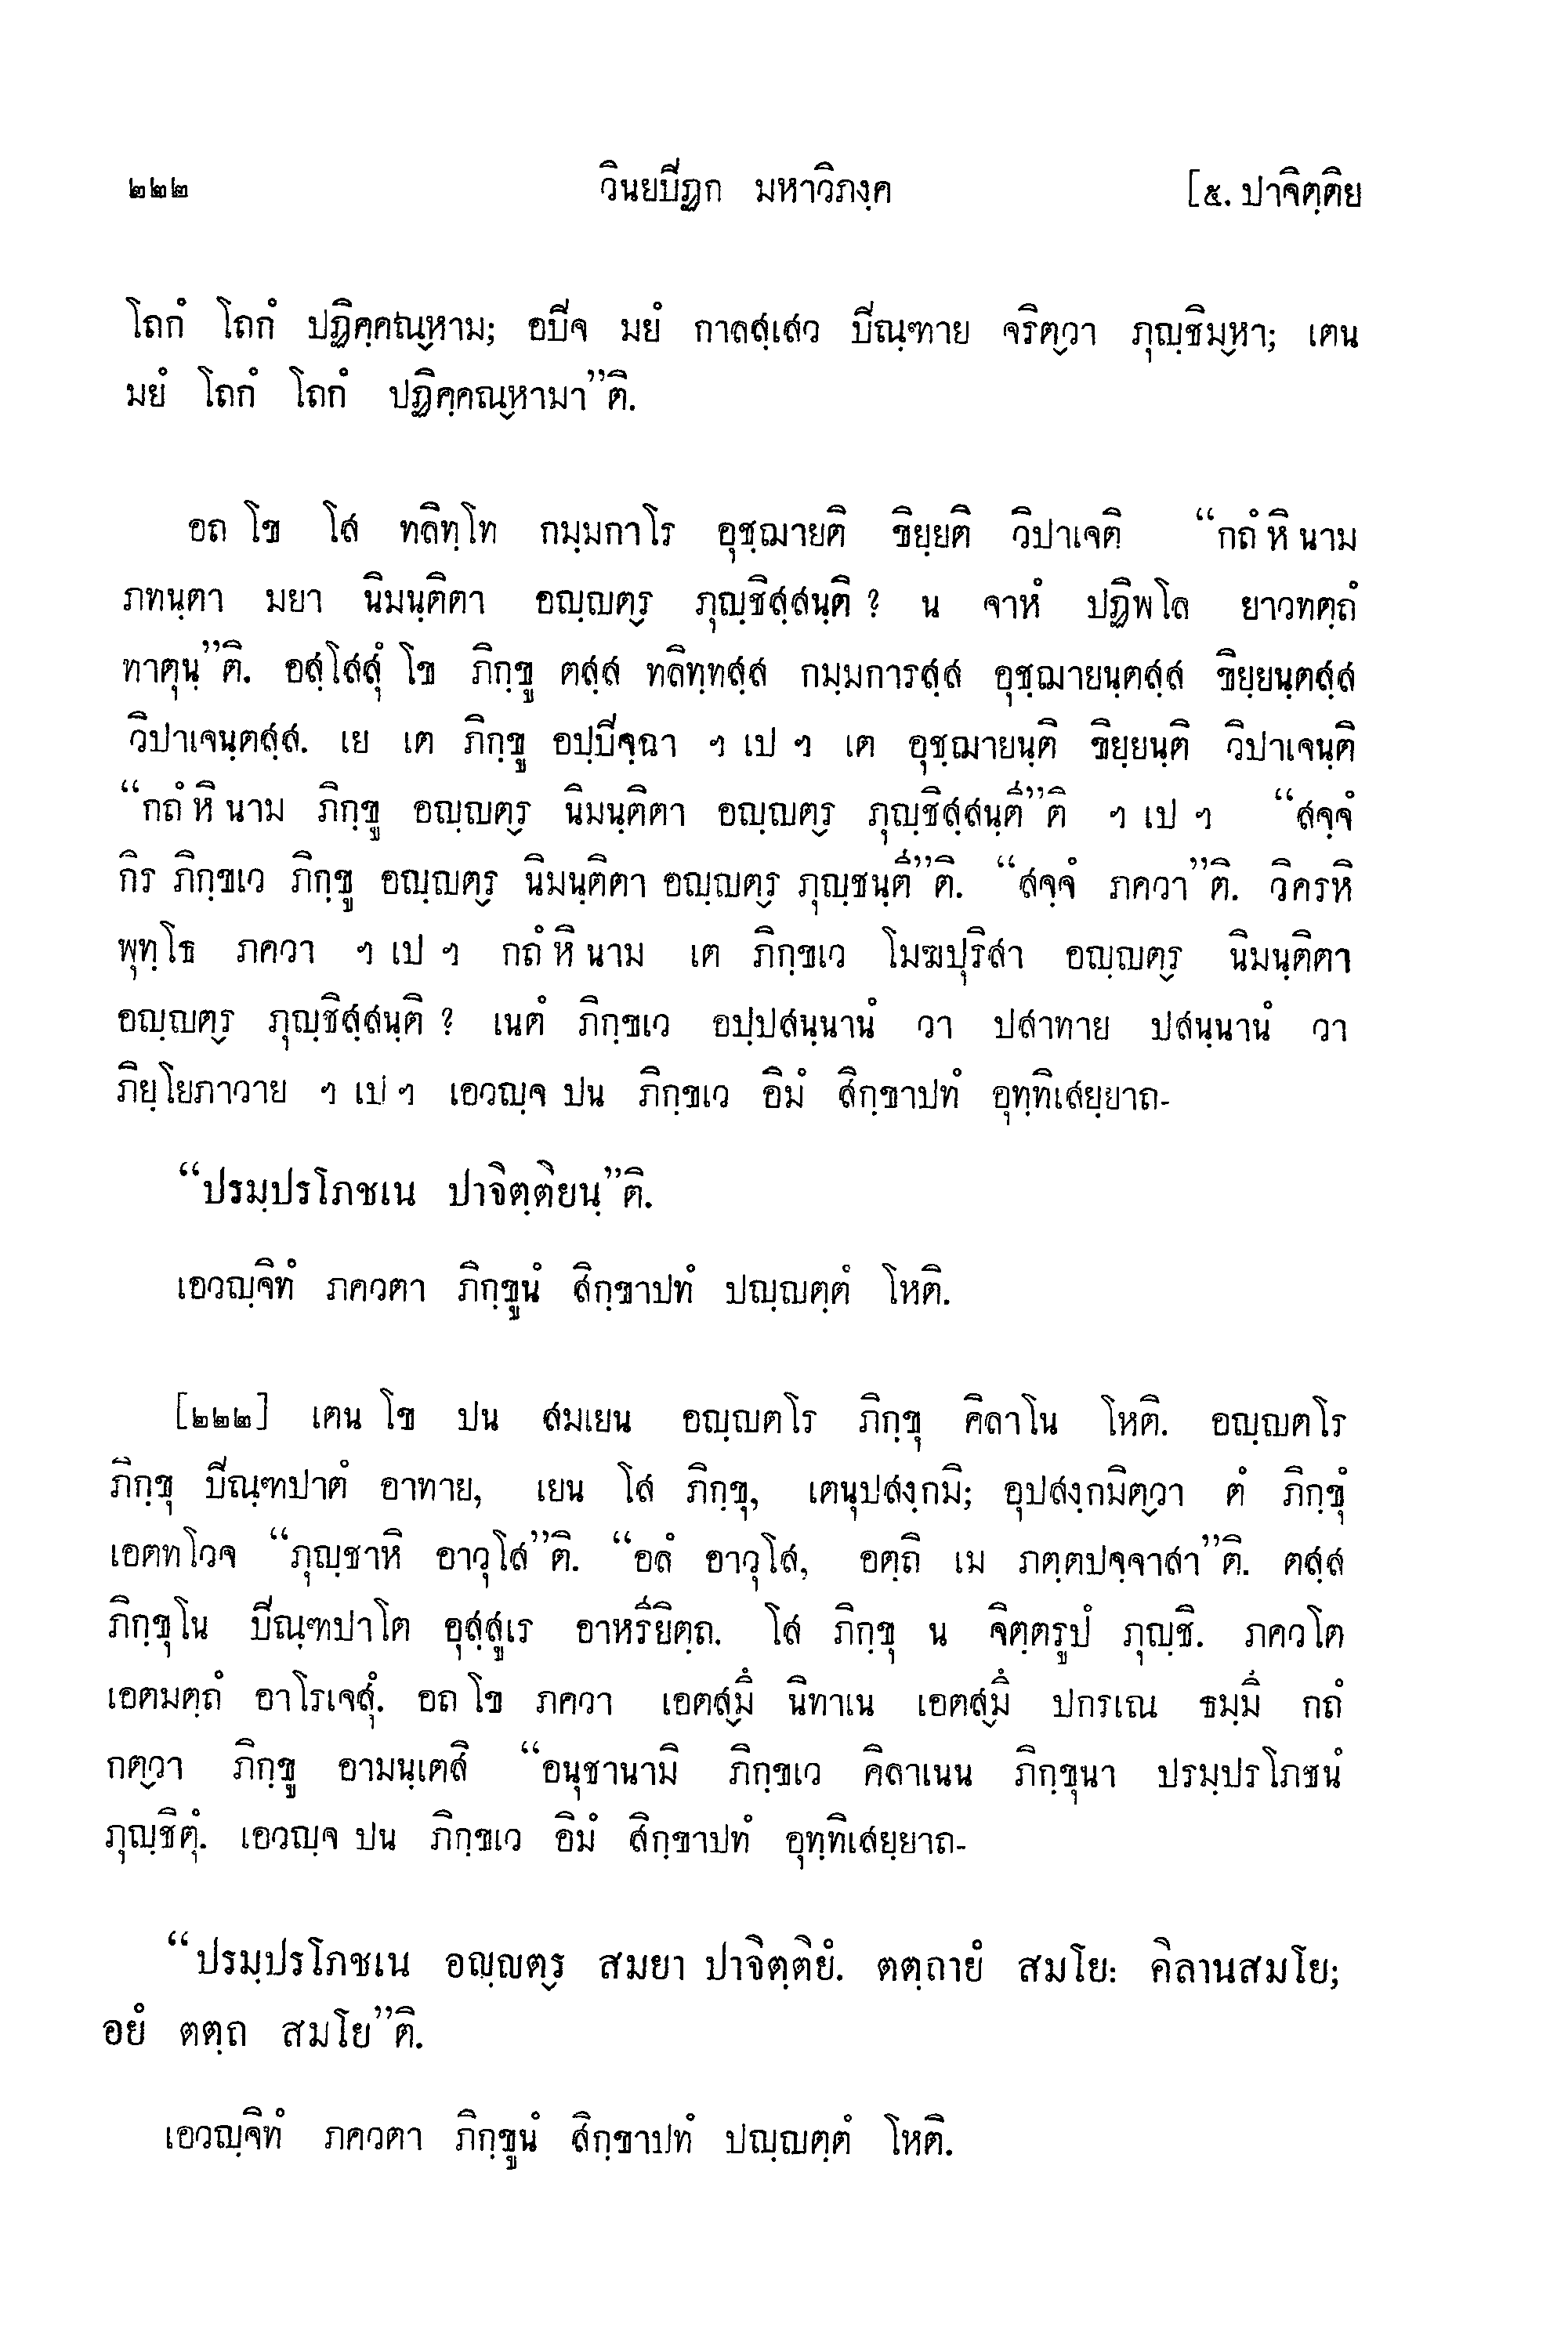 ๒๒๒ วินยปิฏก มหาวิภงฺค [๕. ปาจิตฺติย
โถกํ โถกํ ปฏิคฺคณ๎หาม; อปิจ มยํ กาลสฺเสว ปิณฺฑาย จริต๎วา ภุญฺชิม๎หา; เตน
มยํ โถกํ โถกํ ปฏิคฺคณ๎หามา”ติ.
อถ โข โส ทลิทฺโท กมฺมกาโร อุชฺฌายติ ขิยฺยติ วิปาเจติ “กถํ หิ นาม
ภทนฺตา มยา นิมนฺติตา อญฺญต๎ร ภุญฺชิสฺสนฺติ ? น จาหํ ปฏิพโล ยาวทตฺถํ
ทาตุนฺ”ติ. อสฺโสสุํ โข ภิกฺขู ตสฺส ทลิทฺทสฺส กมฺมการสฺส อุชฺฌายนฺตสฺส ขิยฺยนฺตสฺส
วิปาเจนฺตสฺส. เย เต ภิกฺขู อปฺปิจฺฉา ฯ เป ฯ เต อุชฺฌายนฺติ ขิยฺยนฺติ วิปาเจนฺติ
“กถํ หิ นาม ภิกฺขู อญฺญต๎ร นิมนฺติตา อญฺญต๎ร ภุญฺชิสฺสนฺตี”ติ ฯ เป ฯ “สจฺจํ
กิร ภิกฺขเว ภิกฺขู อญฺญต๎ร นิมนฺติตา อญฺญต๎ร ภุญฺชนฺตี”ติ. “สจฺจํ ภควา”ติ. วิครหิ
พุทฺโธ ภควา ฯ เป ฯ กถํ หิ นาม เต ภิกฺขเว โมฆปุริสา อญฺญต๎ร นิมนฺติตา
อญฺญต๎ร ภุญฺชิสฺสนฺติ ? เนตํ ภิกฺขเว อปฺปสนฺนานํ วา ปสาทาย ปสนฺนานํ วา
ภิยฺโยภาวาย ฯ เป ฯ เอวญฺจ ปน ภิกฺขเว อิมํ สิกฺขาปทํ อุทฺทิเสยฺยาถ-
“ปรมฺปรโภชเน ปาจิตฺติยนฺ”ติ.
เอวญฺจิทํ ภควตา ภิกฺขูนํ สิกฺขาปทํ ปญฺญตฺตํ โหติ.
[๒๒๒] เตน โข ปน สมเยน อญฺญตโร ภิกฺขุ คิลาโน โหติ. อญฺญตโร
ภิกฺขุ ปิณฺฑปาตํ อาทาย, เยน โส ภิกฺขุ, เตนุปสงฺกมิ; อุปสงฺกมิต๎วา ตํ ภิกฺขุํ
เอตทโวจ “ภุญฺชาหิ อาวุโส”ติ. “อลํ อาวุโส, อตฺถิ เม ภตฺตปจฺจาสา”ติ. ตสฺส
ภิกฺขุโน ปิณฺฑปาโต อุสฺสูเร อาหรียิตฺถ. โส ภิกฺขุ น จิตฺตรูปํ ภุญฺชิ. ภควโต
เอตมตฺถํ อาโรเจสุํ. อถ โข ภควา เอตส๎มึ นิทาเน เอตส๎มึ ปกรเณ ธมฺมึ กถํ
กต๎วา ภิกฺขู อามนฺเตสิ “อนุชานามิ ภิกฺขเว คิลาเนน ภิกฺขุนา ปรมฺปรโภชนํ
ภุญฺชิตุํ. เอวญฺจ ปน ภิกฺขเว อิมํ สิกฺขาปทํ อุทฺทิเสยฺยาถ-
“ปรมฺปรโภชเน อญฺญต๎ร สมยา ปาจิตฺติยํ. ตตฺถายํ สมโย: คิลานสมโย;
อยํ ตตฺถ สมโย”ติ.
เอวญฺจิทํ ภควตา ภิกฺขูนํ สิกฺขาปทํ ปญฺญตฺตํ โหติ.